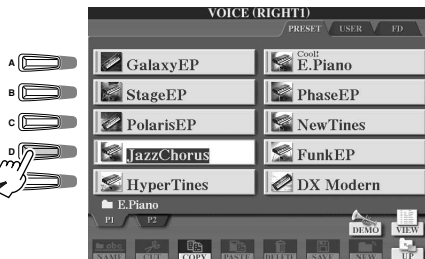 VOICE (RIGHT1)
PRESET USER FD
A GalaxyEP Cool! E.Piano
B StageEP PhaseEP
C PolarisEP NewTines
D JazzChorus FunkEP
HyperTines DX Modern
E.Piano
P1 P2
DEMO VIEW
NAME CUT COPY PASTE DELETE SAVE NEW UP